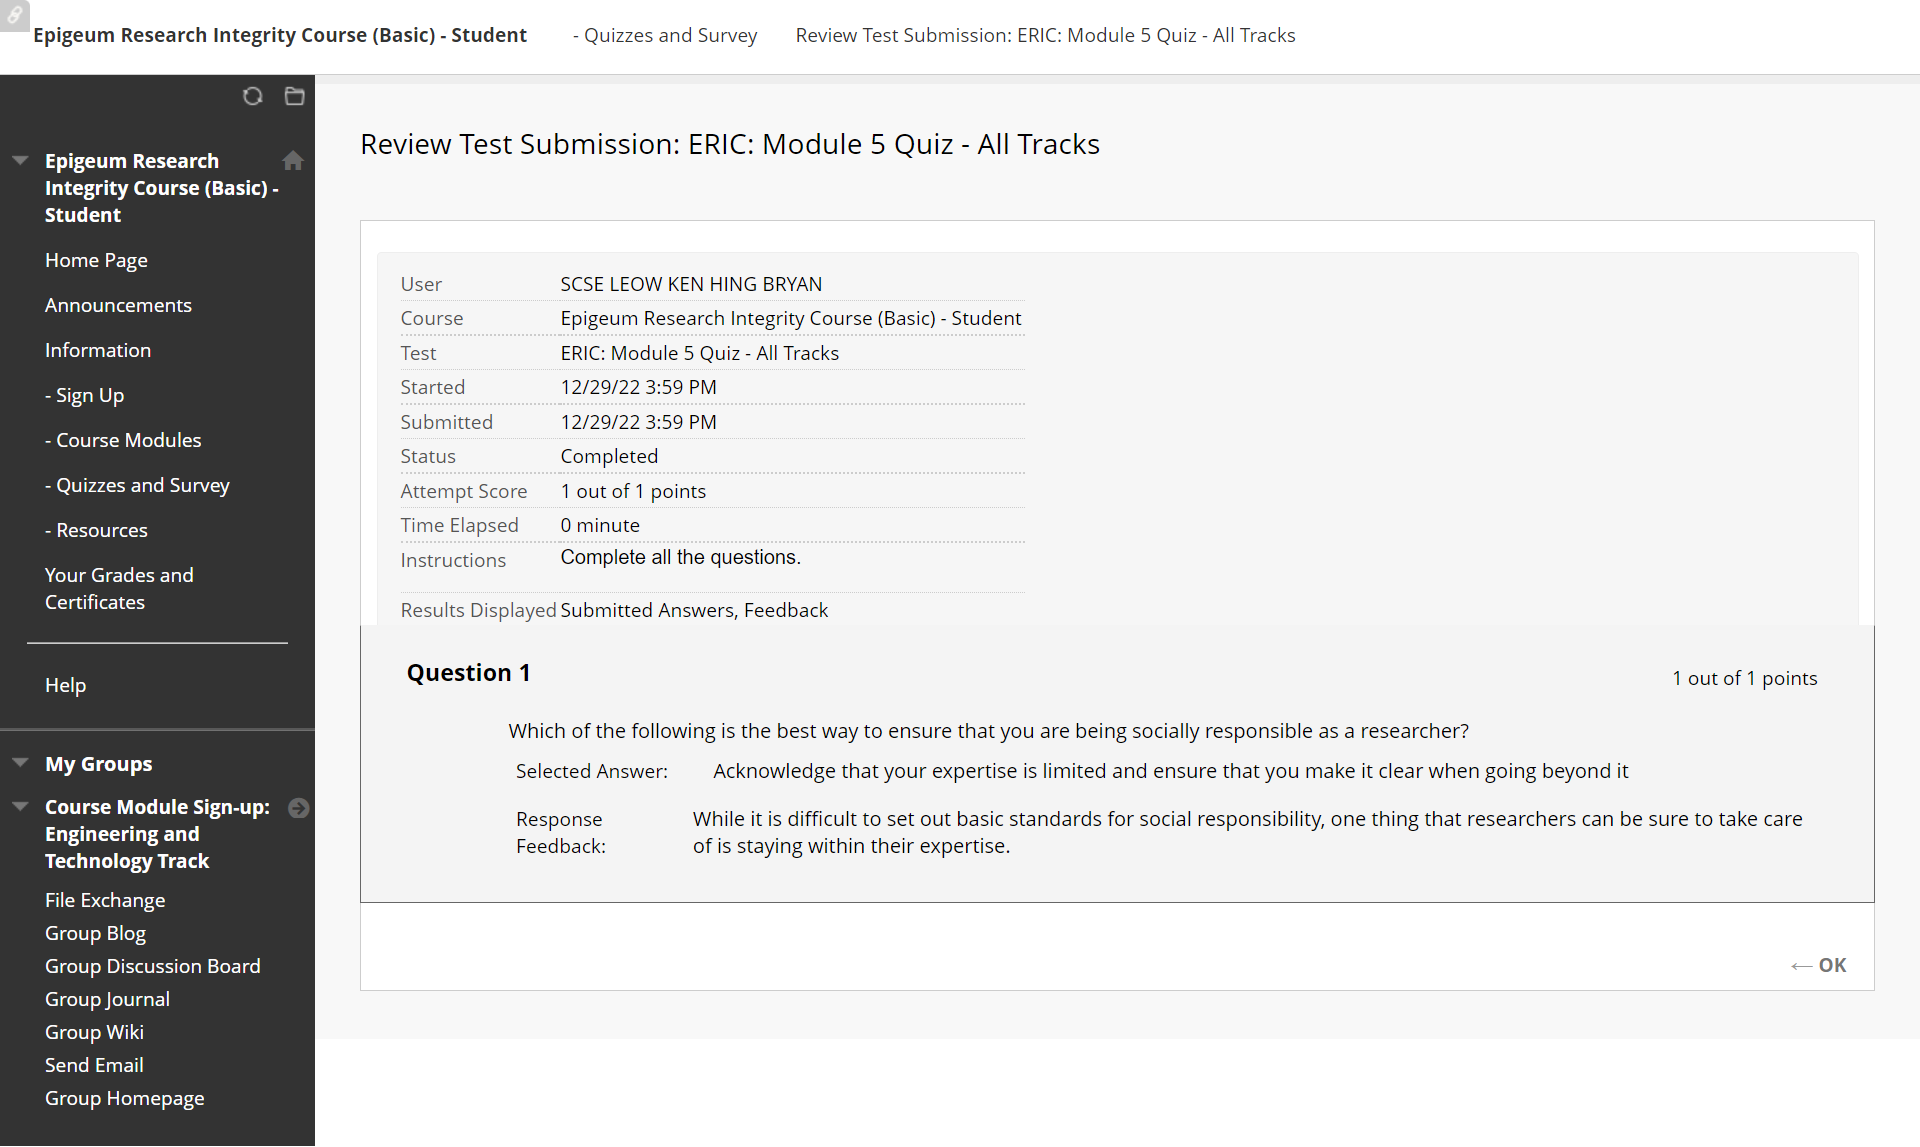 Epigeum Research Integrity Course (Basic) - Student - Quizzes and Survey Review Test Submission: ERIC: Module 5 Quiz - All Tracks
Epigeum Research
Integrity Course (Basic) -
Student
Home Page
Announcements
Information
- Sign Up
- Course Modules
- Quizzes and Survey
- Resources
Your Grades and
Certificates
Help
My Groups
Course Module Sign-up:
Engineering and
Technology Track
File Exchange
Group Blog
Group Discussion Board
Group Journal
Group Wiki
Send Email
Group Homepage
Review Test Submission: ERIC: Module 5 Quiz - All Tracks
User SCSE LEOW KEN HING BRYAN
Course Epigeum Research Integrity Course (Basic) - Student
Test ERIC: Module 5 Quiz - All Tracks
Started 12/29/22 3:59 PM
Submitted 12/29/22 3:59 PM
Status Completed
Attempt Score 1 out of 1 points
Time Elapsed 0 minute
Instructions Complete all the questions.
Results Displayed Submitted Answers, Feedback
Question 1
1 out of 1 points
Which of the following is the best way to ensure that you are being socially responsible as a researcher?
Selected Answer: Acknowledge that your expertise is limited and ensure that you make it clear when going beyond it
Response While it is difficult to set out basic standards for social responsibility, one thing that researchers can be sure to take care
Feedback: of is staying within their expertise.
← OK